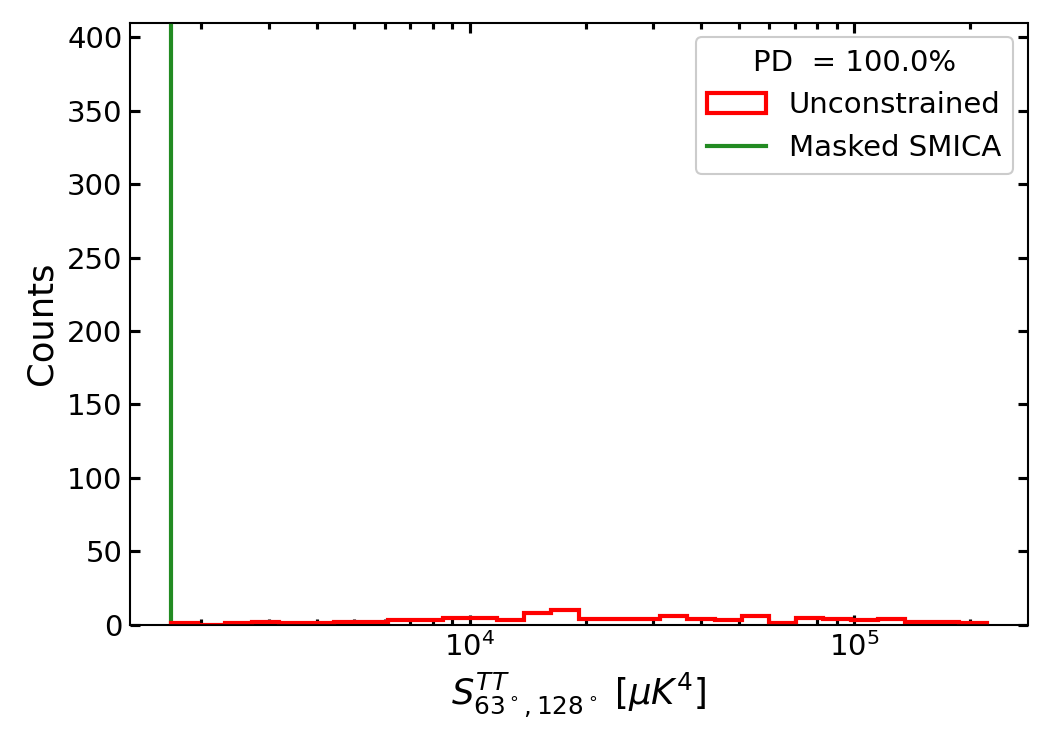 400
350
300
250
200
150
100
50
0
Counts
PD = 100.0%
Unconstrained
Masked SMICA
10⁴
10⁵
S^{TT}_{63°,128°} [μK⁴]